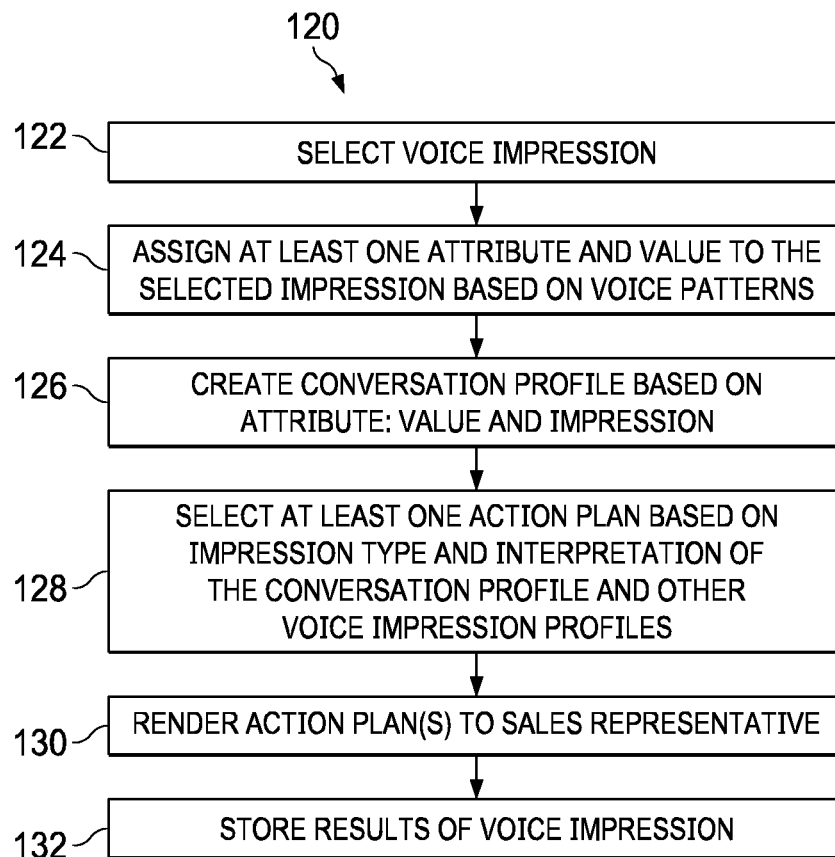 120
122
SELECT VOICE IMPRESSION
124
ASSIGN AT LEAST ONE ATTRIBUTE AND VALUE TO THE
SELECTED IMPRESSION BASED ON VOICE PATTERNS
126
CREATE CONVERSATION PROFILE BASED ON
ATTRIBUTE: VALUE AND IMPRESSION
128
SELECT AT LEAST ONE ACTION PLAN BASED ON
IMPRESSION TYPE AND INTERPRETATION OF
THE CONVERSATION PROFILE AND OTHER
VOICE IMPRESSION PROFILES
130
RENDER ACTION PLAN(S) TO SALES REPRESENTATIVE
132
STORE RESULTS OF VOICE IMPRESSION